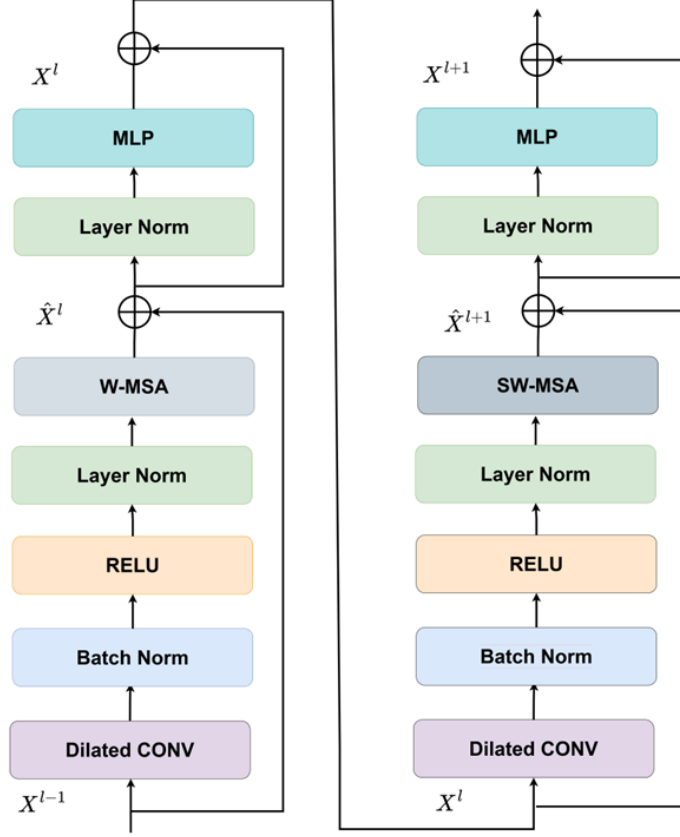 X^l
MLP
Layer Norm
X̂^l
W-MSA
Layer Norm
RELU
Batch Norm
Dilated CONV
X^{l-1}
X^{l+1}
MLP
Layer Norm
X̂^{l+1}
SW-MSA
Layer Norm
RELU
Batch Norm
Dilated CONV
X^l